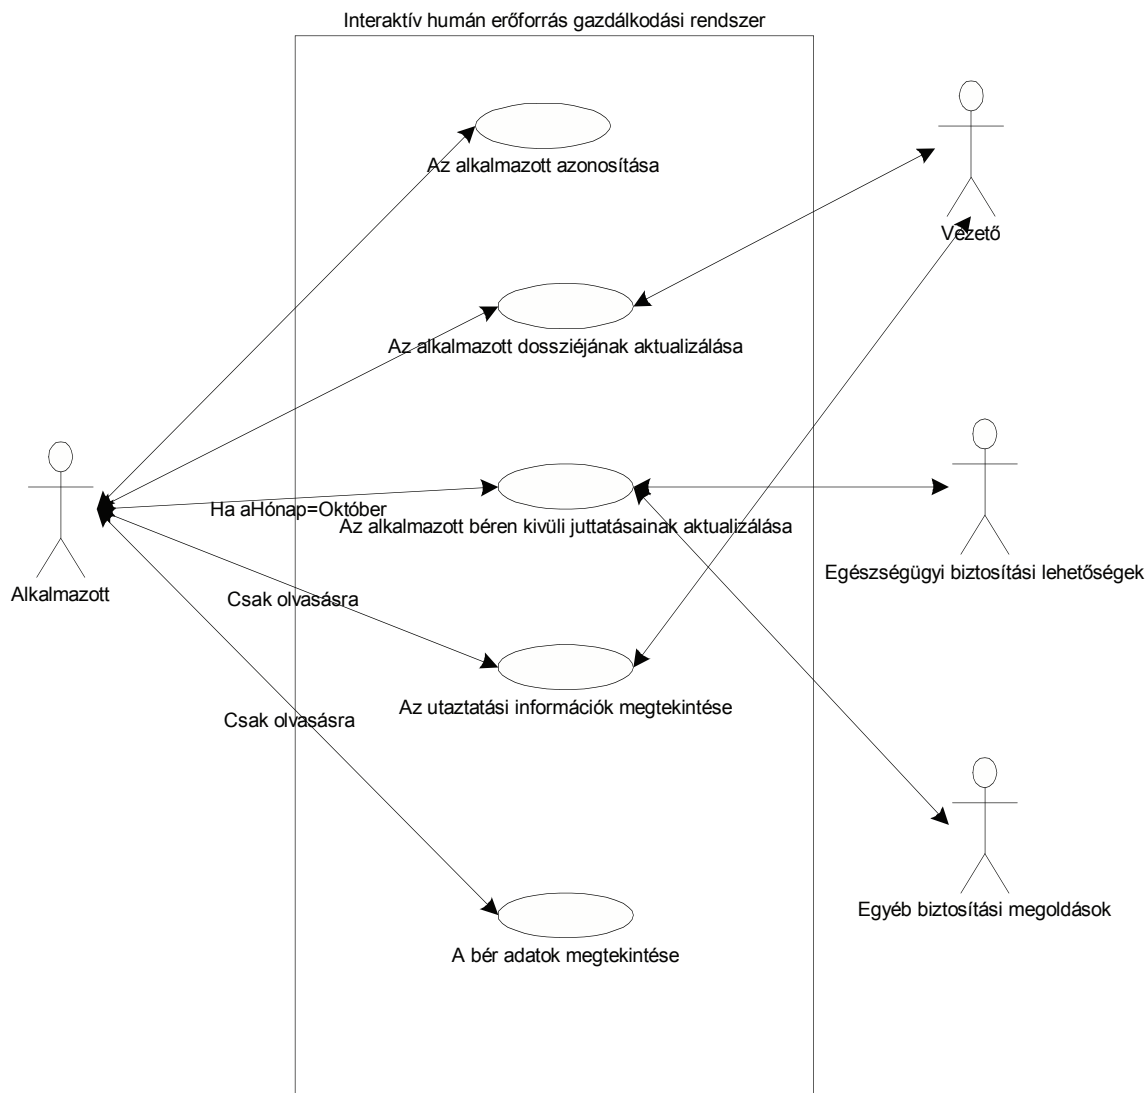 Interaktív humán erőforrás gazdálkodási rendszer
Az alkalmazott azonosítása
Vezető
Az alkalmazott dossziéjának aktualizálása
Ha aHónap=Október
Az alkalmazott béren kivüli juttatásainak aktualizálása
Egészségügyi biztosítási lehetőségek
Alkalmazott
Csak olvasásra
Az utaztatási információk megtekintése
Csak olvasásra
Egyéb biztosítási megoldások
A bér adatok megtekintése